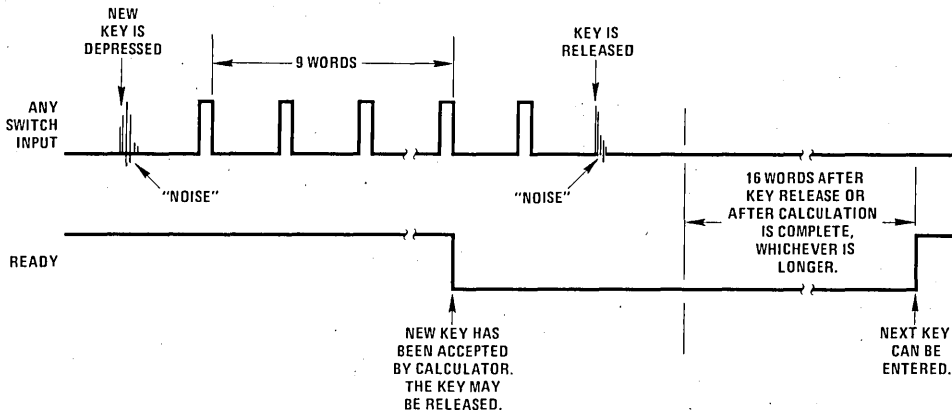 NEW
KEY IS
DEPRESSED
9 WORDS
KEY IS
RELEASED
ANY
SWITCH
INPUT
"NOISE"
"NOISE"
16 WORDS AFTER
KEY RELEASE OR
AFTER CALCULATION
IS COMPLETE,
WHICHEVER IS
LONGER.
READY
NEW KEY HAS
BEEN ACCEPTED
BY CALCULATOR.
THE KEY MAY
BE RELEASED.
NEXT KEY
CAN BE
ENTERED.